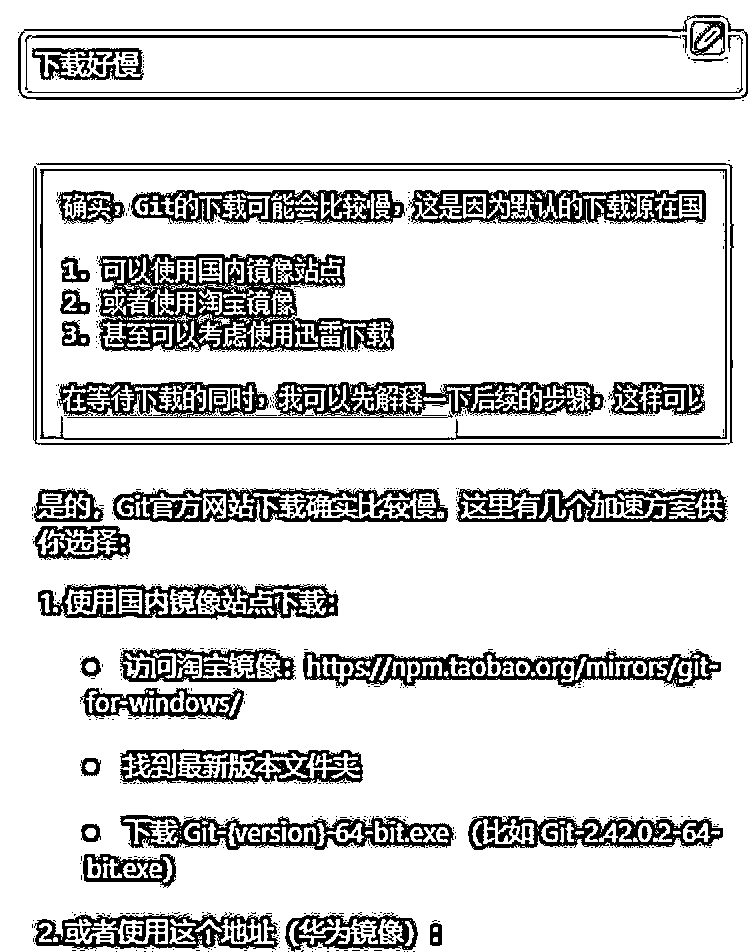 下载好慢
确实，Git的下载可能会比较慢，这是因为默认的下载源在国
1. 可以使用国内镜像站点
2. 或者使用淘宝镜像
3. 甚至可以考虑使用迅雷下载
在等待下载的同时，我可以先解释一下后续的步骤，这样可以
是的，Git官方网站下载确实比较慢。这里有几个加速方案供
你选择：
1. 使用国内镜像站点下载：
○ 访问淘宝镜像：https://npm.taobao.org/mirrors/git-
for-windows/
○ 找到最新版本文件夹
○ 下载 Git-{version}-64-bit.exe （比如 Git-2.42.0.2-64-
bit.exe）
2. 或者使用这个地址（华为镜像）：